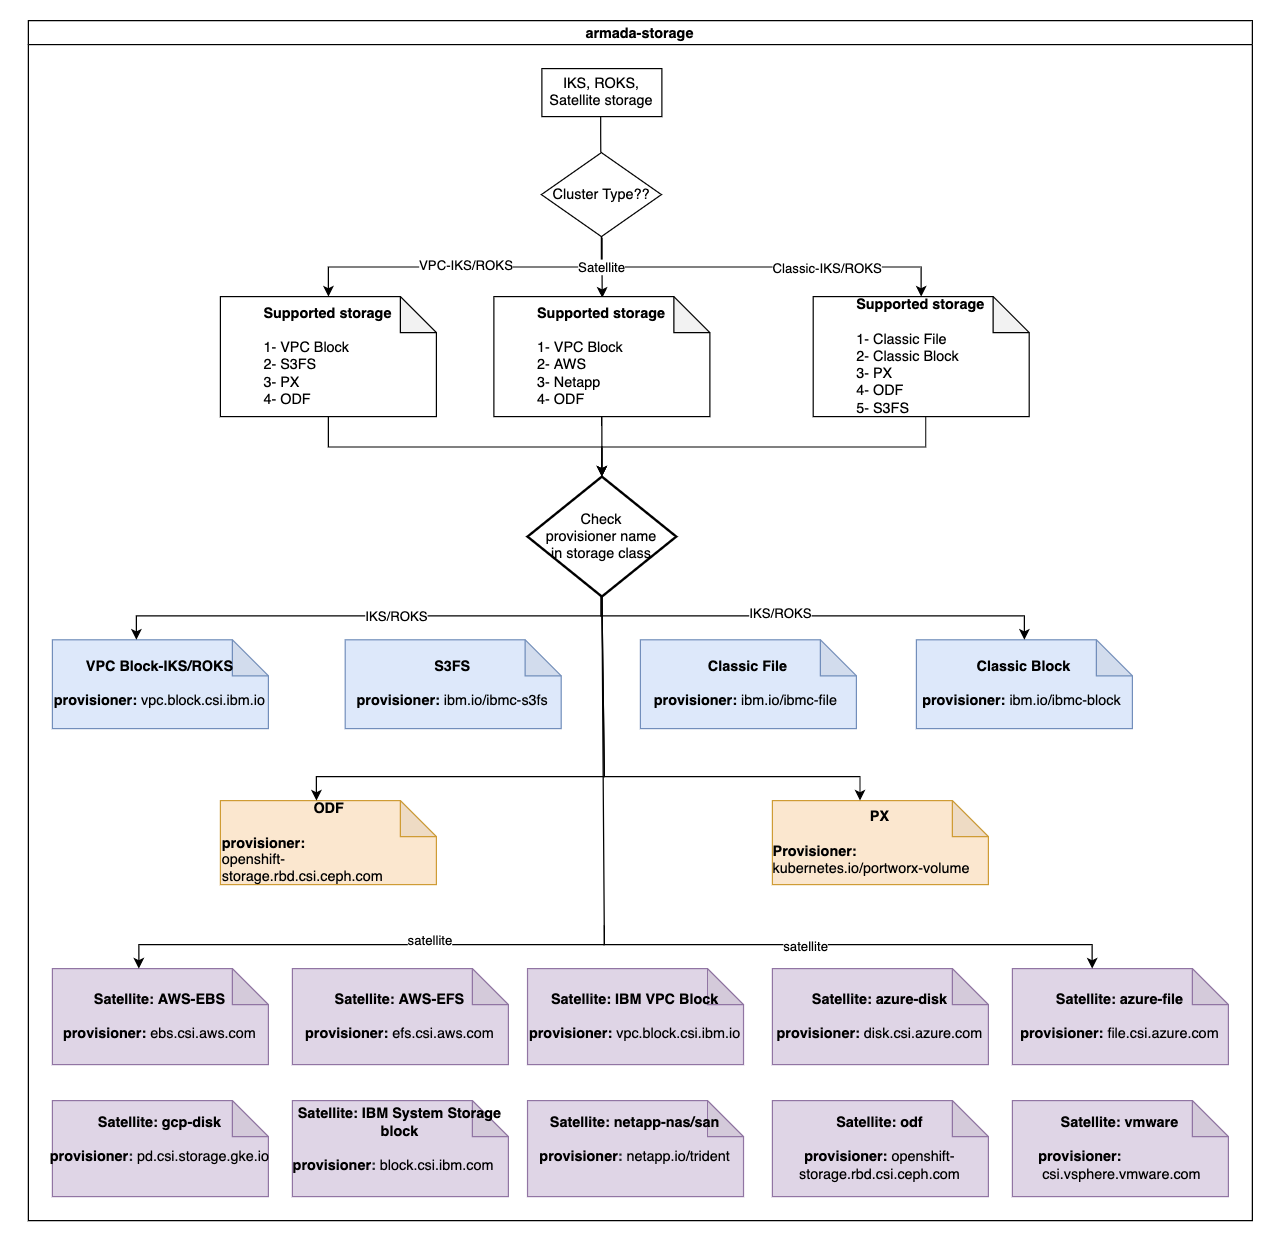 armada-storage
IKS, ROKS,
Satellite storage
Cluster Type??
VPC-IKS/ROKS
Satellite
Classic-IKS/ROKS
Supported storage
1- VPC Block
2- S3FS
3- PX
4- ODF
Supported storage
1- VPC Block
2- AWS
3- Netapp
4- ODF
Supported storage
1- Classic File
2- Classic Block
3- PX
4- ODF
5- S3FS
Check
provisioner name
in storage class
IKS/ROKS
IKS/ROKS
VPC Block-IKS/ROKS
provisioner: vpc.block.csi.ibm.io
S3FS
provisioner: ibm.io/ibmc-s3fs
Classic File
provisioner: ibm.io/ibmc-file
Classic Block
provisioner: ibm.io/ibmc-block
ODF
provisioner:
openshift-
storage.rbd.csi.ceph.com
PX
Provisioner:
kubernetes.io/portworx-volume
satellite
satellite
Satellite: AWS-EBS
provisioner: ebs.csi.aws.com
Satellite: AWS-EFS
provisioner: efs.csi.aws.com
Satellite: IBM VPC Block
provisioner: vpc.block.csi.ibm.io
Satellite: azure-disk
provisioner: disk.csi.azure.com
Satellite: azure-file
provisioner: file.csi.azure.com
Satellite: gcp-disk
provisioner: pd.csi.storage.gke.io
Satellite: IBM System Storage
block
provisioner: block.csi.ibm.com
Satellite: netapp-nas/san
provisioner: netapp.io/trident
Satellite: odf
provisioner: openshift-
storage.rbd.csi.ceph.com
Satellite: vmware
provisioner:
csi.vsphere.vmware.com